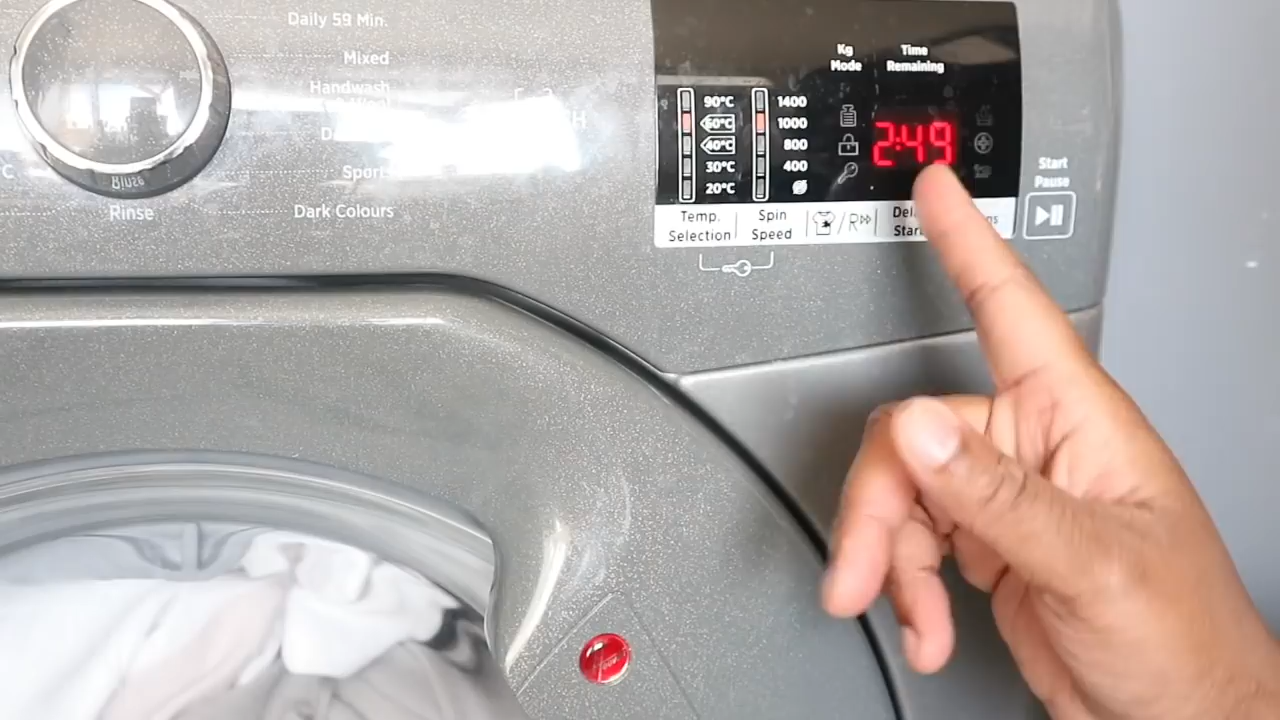 Daily 59 Min.
Mixed
Handwash
Sports
Dark Colours
Rinse
Rinse
C
H
Kg
Mode
Time
Remaining
90°C
60°C
40°C
30°C
20°C
1400
1000
800
400
2:49
Temp.
Selection
Spin
Speed
/R
Start
Pause